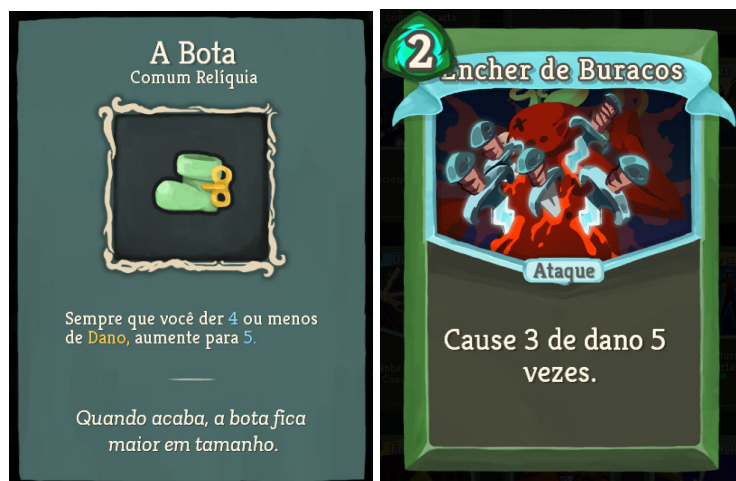 A Bota
Comum Relíquia
Sempre que você der 4 ou menos
de Dano, aumente para 5.
Quando acaba, a bota fica
maior em tamanho.
2
Encher de Buracos
Ataque
Cause 3 de dano 5
vezes.